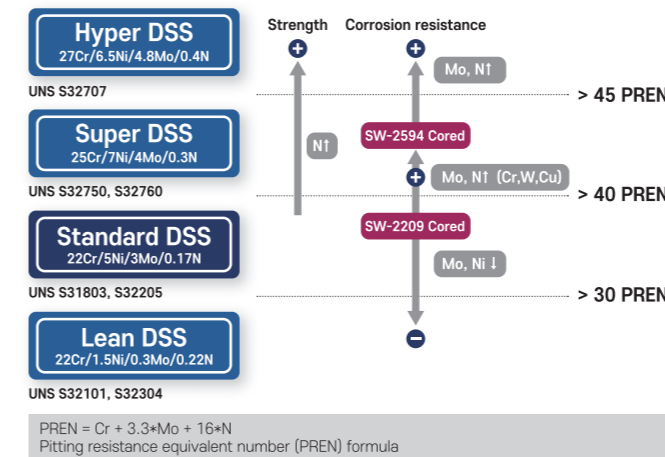 Strength
Corrosion resistance
Hyper DSS
27Cr/6.5Ni/4.8Mo/0.4N
UNS S32707
Mo, N↑
> 45 PREN
Super DSS
25Cr/7Ni/4Mo/0.3N
UNS S32750, S32760
N↑
SW-2594 Cored
Mo, N↑ (Cr,W,Cu)
> 40 PREN
Standard DSS
22Cr/5Ni/3Mo/0.17N
UNS S31803, S32205
SW-2209 Cored
Mo, Ni ↓
> 30 PREN
Lean DSS
22Cr/1.5Ni/0.3Mo/0.22N
UNS S32101, S32304
PREN = Cr + 3.3*Mo + 16*N
Pitting resistance equivalent number (PREN) formula